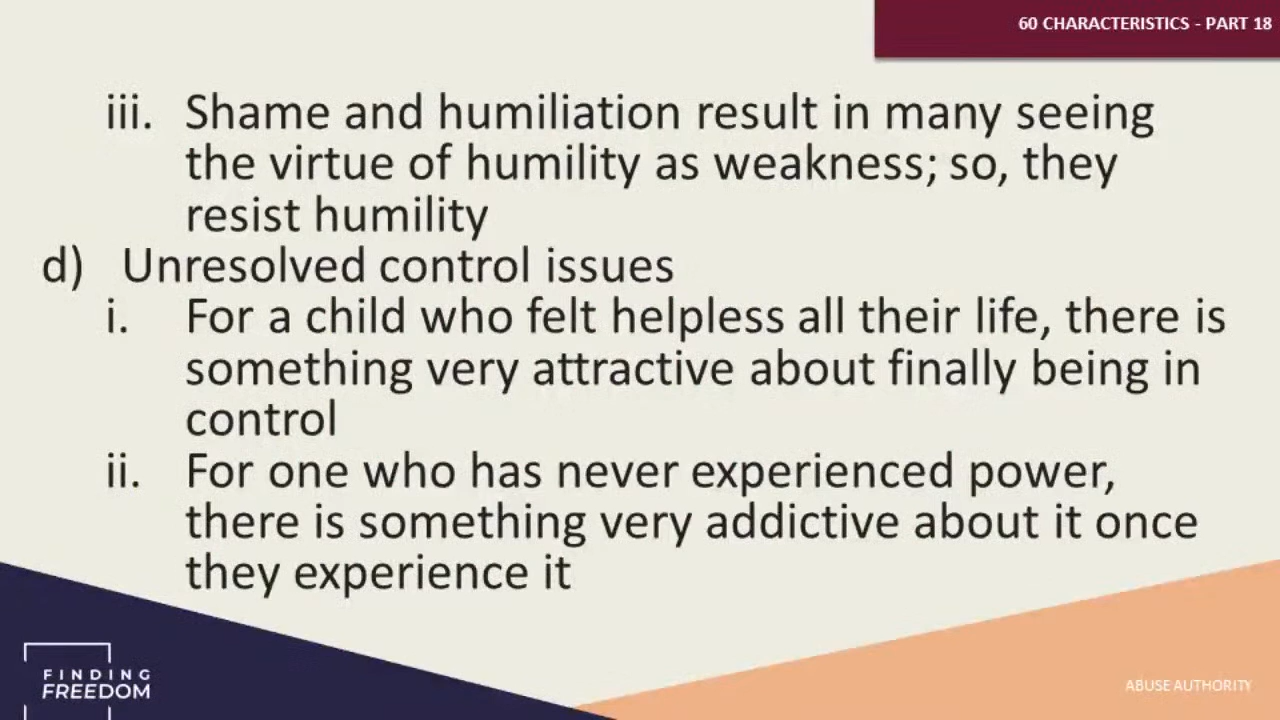 60 CHARACTERISTICS - PART 18
iii. Shame and humiliation result in many seeing
the virtue of humility as weakness; so, they
resist humility
d) Unresolved control issues
i. For a child who felt helpless all their life, there is
something very attractive about finally being in
control
ii. For one who has never experienced power,
there is something very addictive about it once
they experience it
FINDING
FREEDOM
ABUSE AUTHORITY